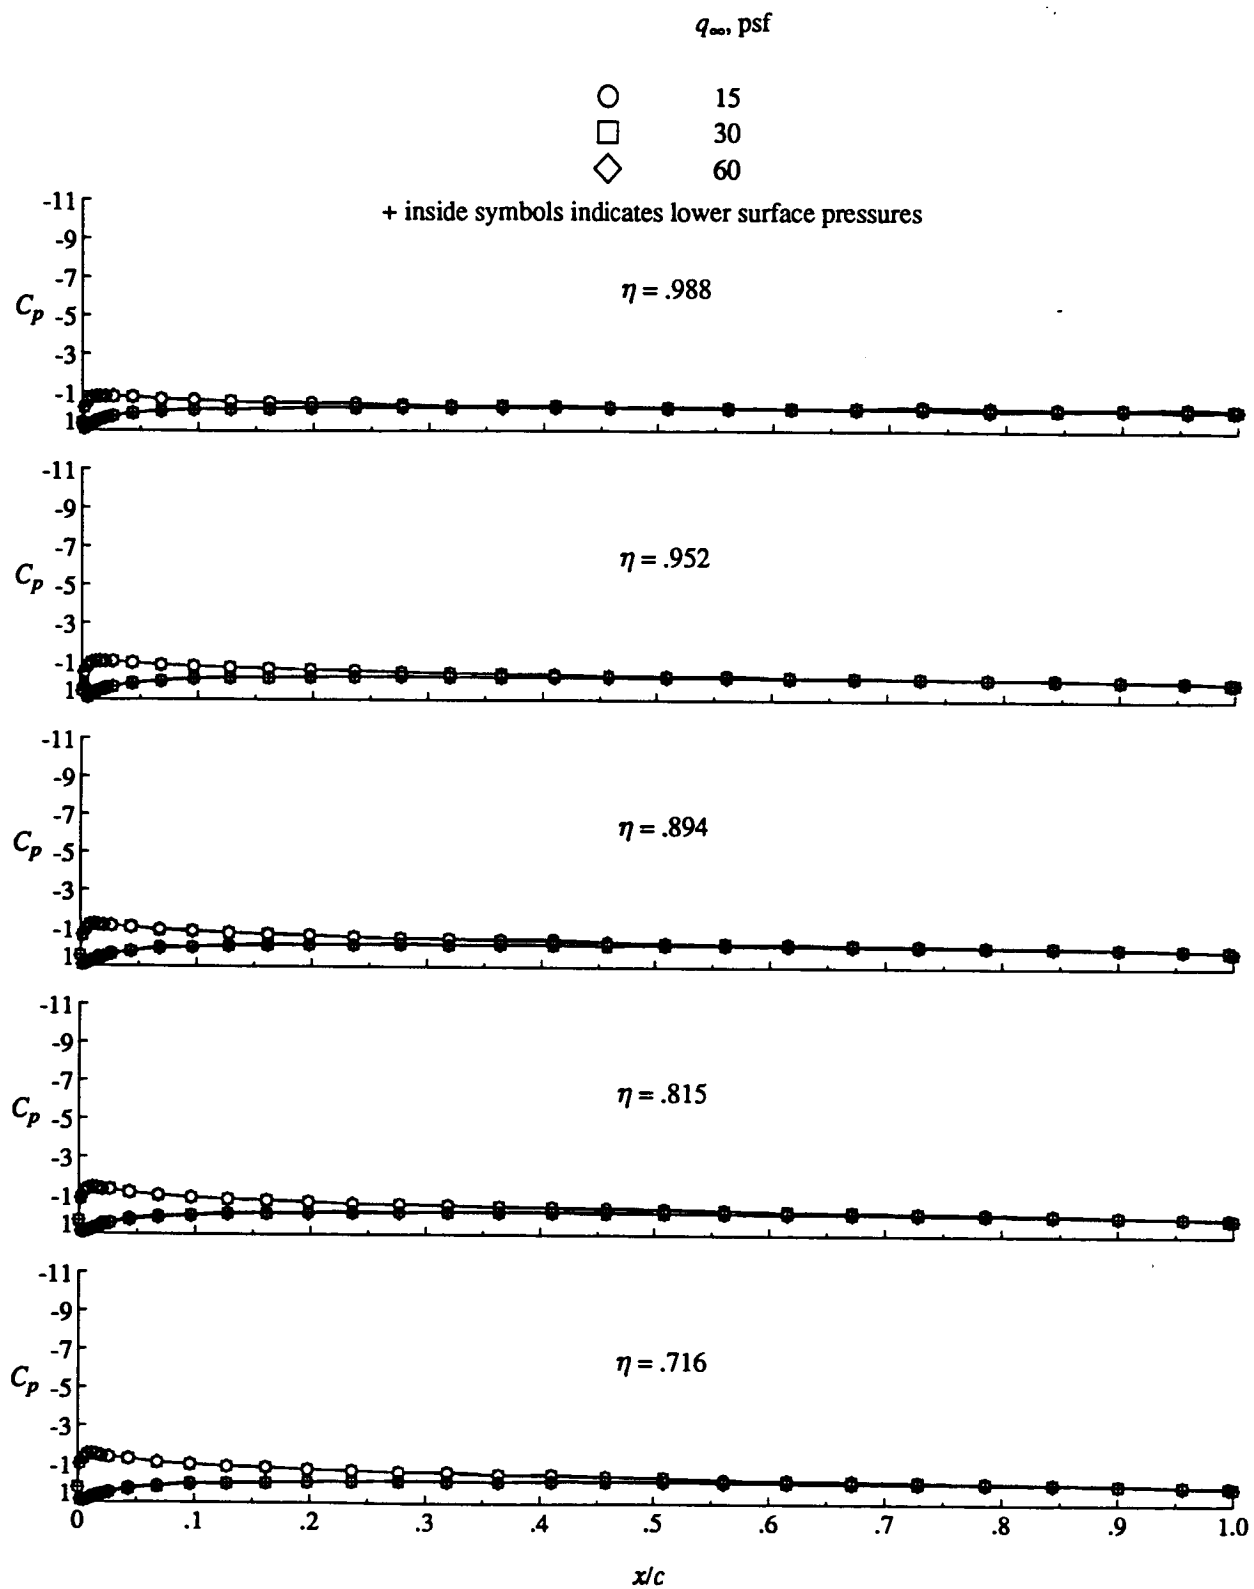 q∞, psf
15
30
60
+ inside symbols indicates lower surface pressures
-11
-9
-7
η = .988
Cp -5
-3
-1
1
-11
-9
-7
η = .952
Cp -5
-3
-1
1
-11
-9
-7
η = .894
Cp -5
-3
-1
1
-11
-9
-7
η = .815
Cp -5
-3
-1
1
-11
-9
-7
η = .716
Cp -5
-3
-1
1
0 .1 .2 .3 .4 .5 .6 .7 .8 .9 1.0
x/c